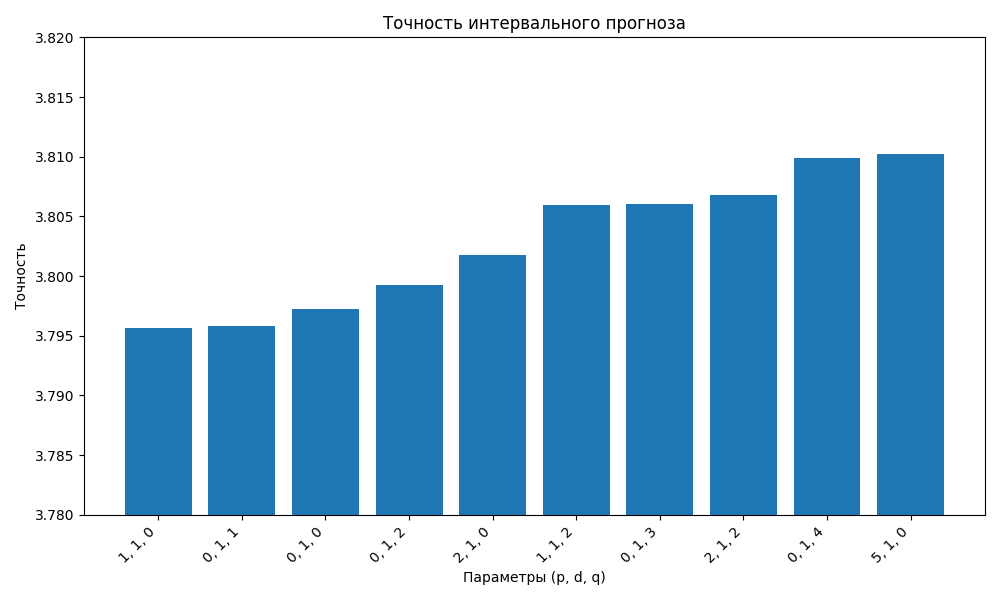 Точность интервального прогноза
Точность
3.820
3.815
3.810
3.805
3.800
3.795
3.790
3.785
3.780
1, 1, 0
0, 1, 1
0, 1, 0
0, 1, 2
2, 1, 0
1, 1, 2
0, 1, 3
2, 1, 2
0, 1, 4
5, 1, 0
Параметры (p, d, q)